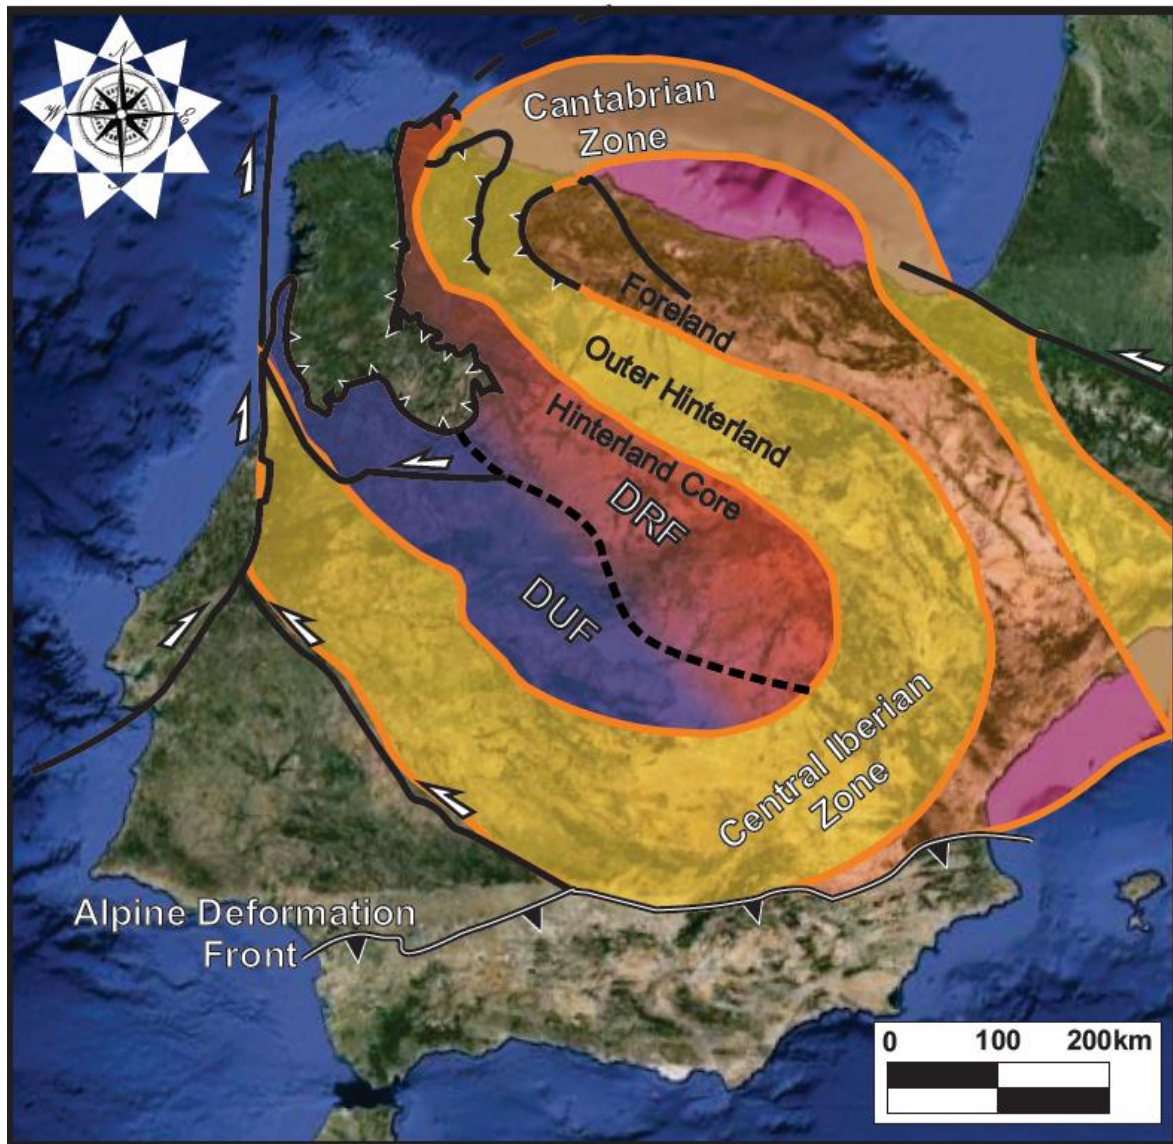 N
Cantabrian
Zone
Foreland
Outer Hinterland
Hinterland Core
DRF
DUF
Central Iberian
Zone
Alpine Deformation
Front
0 100 200km